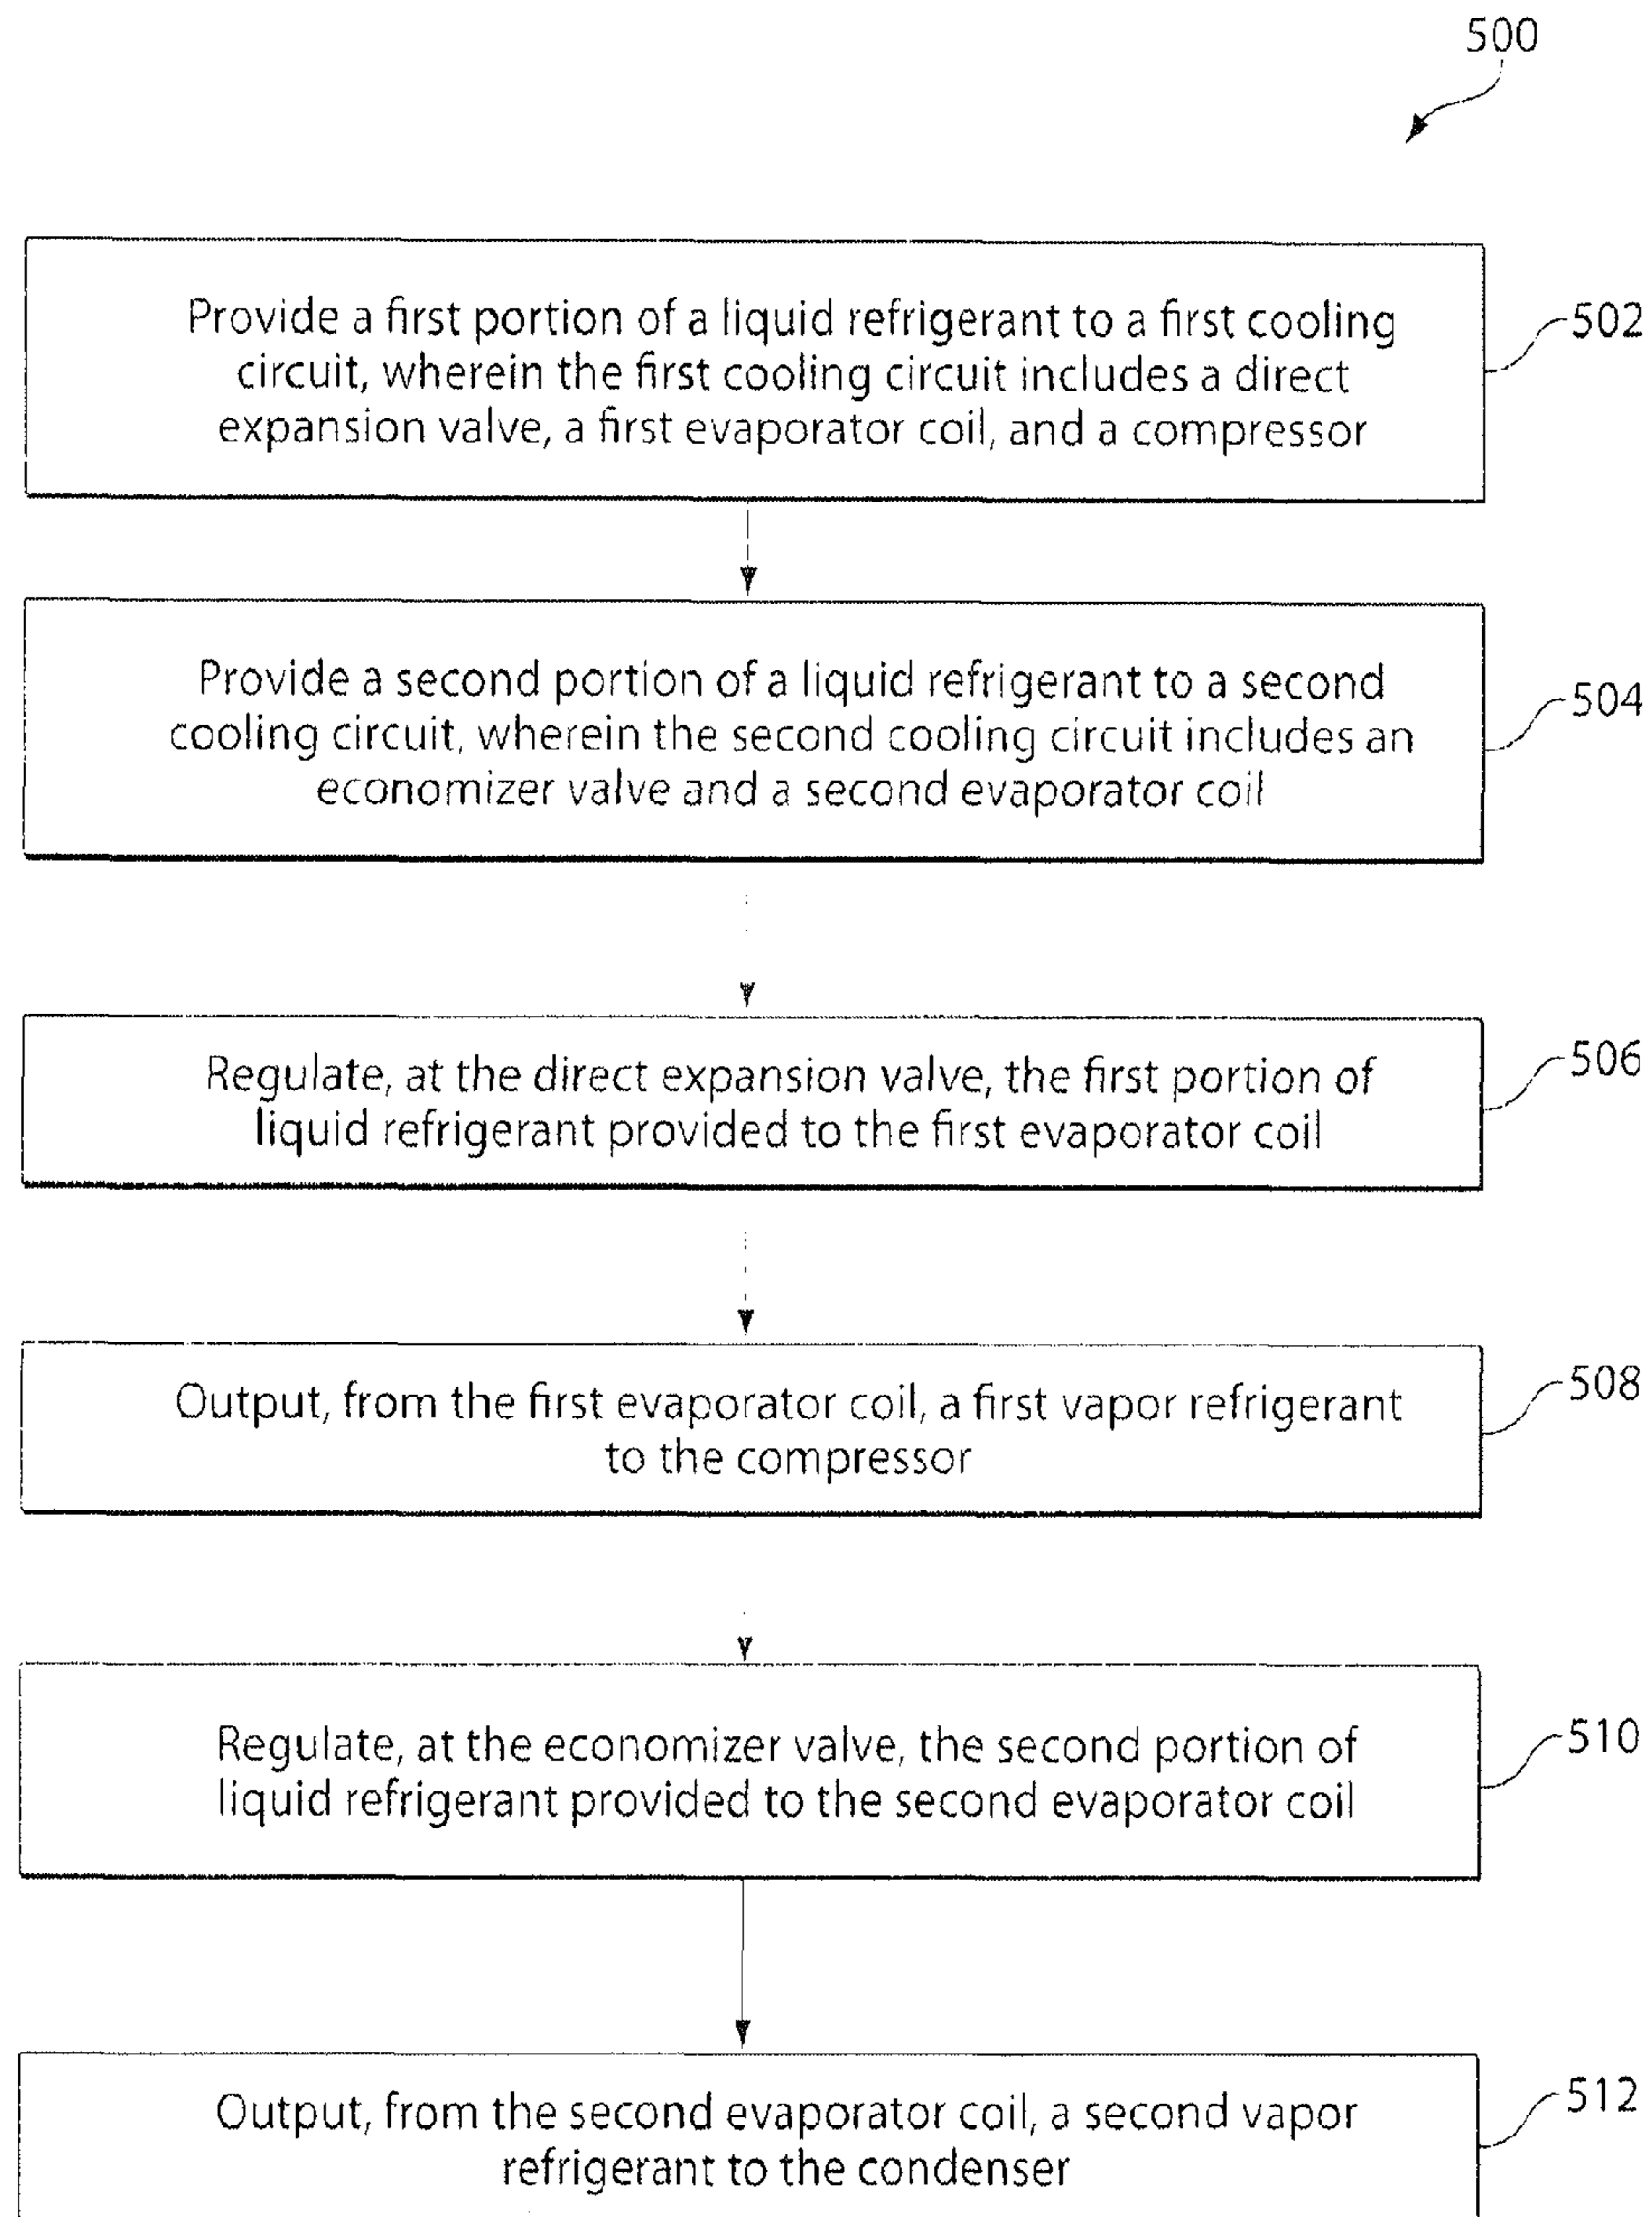 500
Provide a first portion of a liquid refrigerant to a first cooling
circuit, wherein the first cooling circuit includes a direct
expansion valve, a first evaporator coil, and a compressor
502
Provide a second portion of a liquid refrigerant to a second
cooling circuit, wherein the second cooling circuit includes an
economizer valve and a second evaporator coil
504
Regulate, at the direct expansion valve, the first portion of
liquid refrigerant provided to the first evaporator coil
506
Output, from the first evaporator coil, a first vapor refrigerant
to the compressor
508
Regulate, at the economizer valve, the second portion of
liquid refrigerant provided to the second evaporator coil
510
Output, from the second evaporator coil, a second vapor
refrigerant to the condenser
512